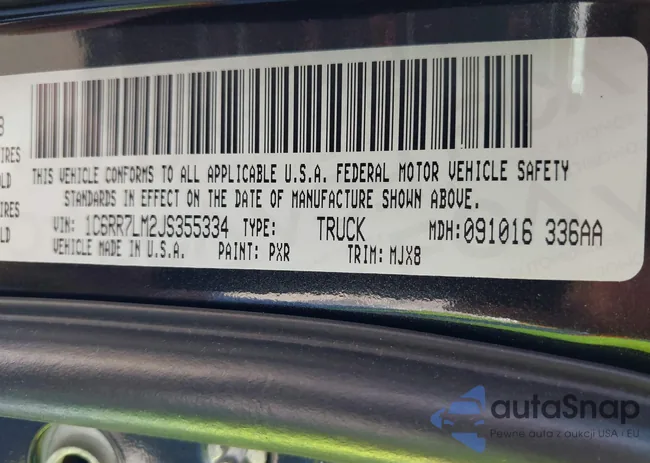 THIS VEHICLE CONFORMS TO ALL APPLICABLE U.S.A. FEDERAL MOTOR VEHICLE SAFETY
STANDARDS IN EFFECT ON THE DATE OF MANUFACTURE SHOWN ABOVE.
VIN: 1C6RR7LM2JS355334 TYPE: TRUCK MDH: 091016 336AA
VEHICLE MADE IN U.S.A. PAINT: PXR TRIM: MJX8
autaSnap
Pewne auta z aukcji USA i EU